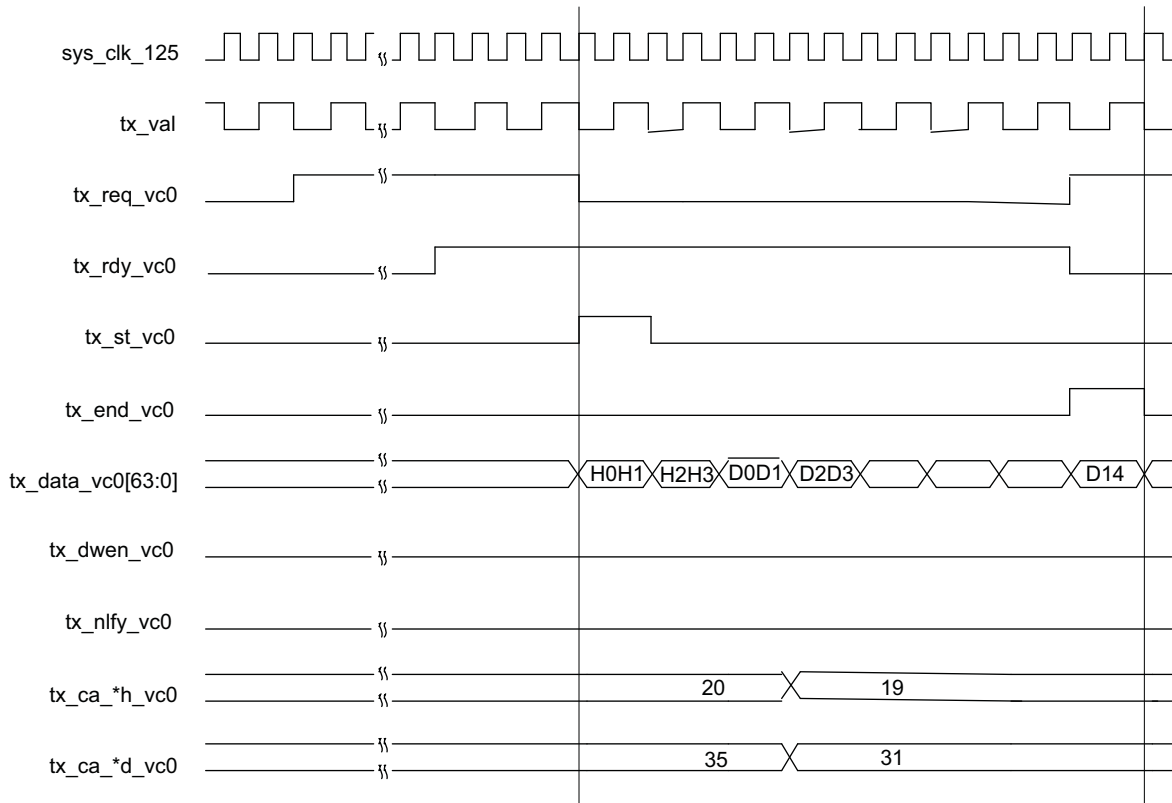 sys_clk_125
tx_val
tx_req_vc0
tx_rdy_vc0
tx_st_vc0
tx_end_vc0
tx_data_vc0[63:0] H0H1 H2H3 D0D1 D2D3 D14
tx_dwen_vc0
tx_nlfy_vc0
tx_ca_*h_vc0 20 19
tx_ca_*d_vc0 35 31